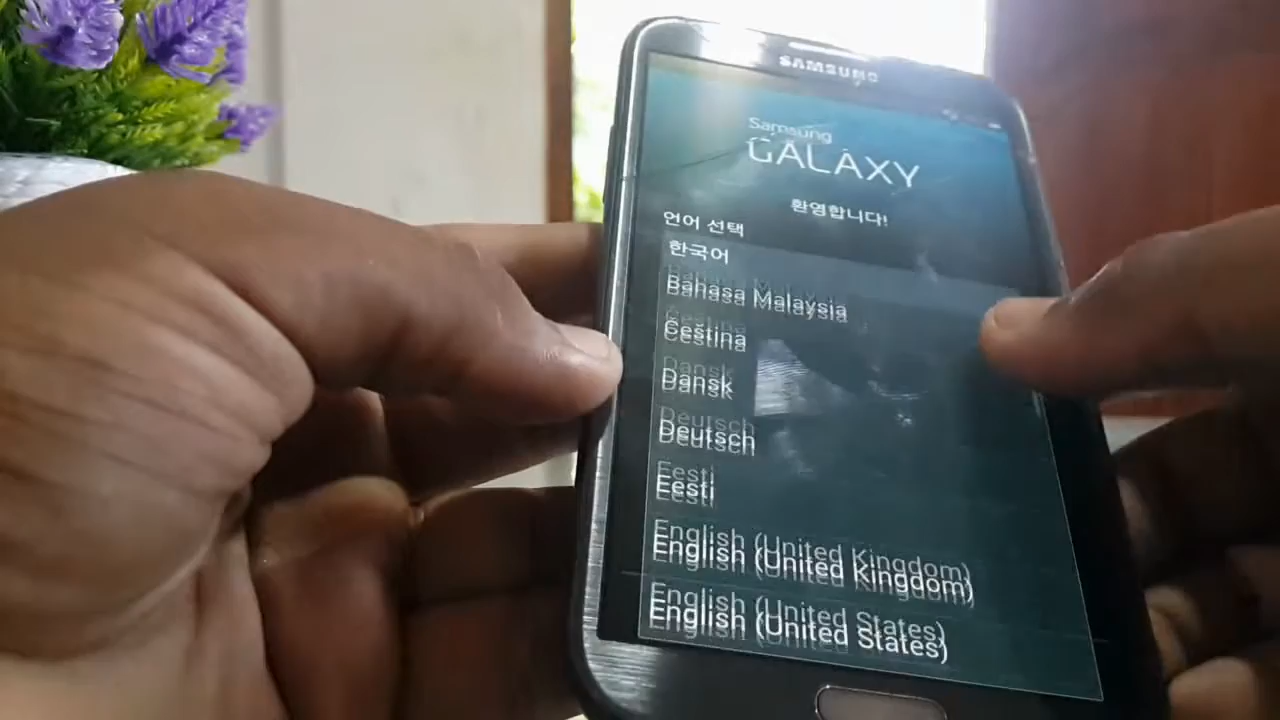 SAMSUNG
Samsung
GALAXY
환영합니다!
언어 선택
한국어
Bahasa Malaysia
Čeština
Dansk
Deutsch
Eesti
English (United Kingdom)
English (United States)